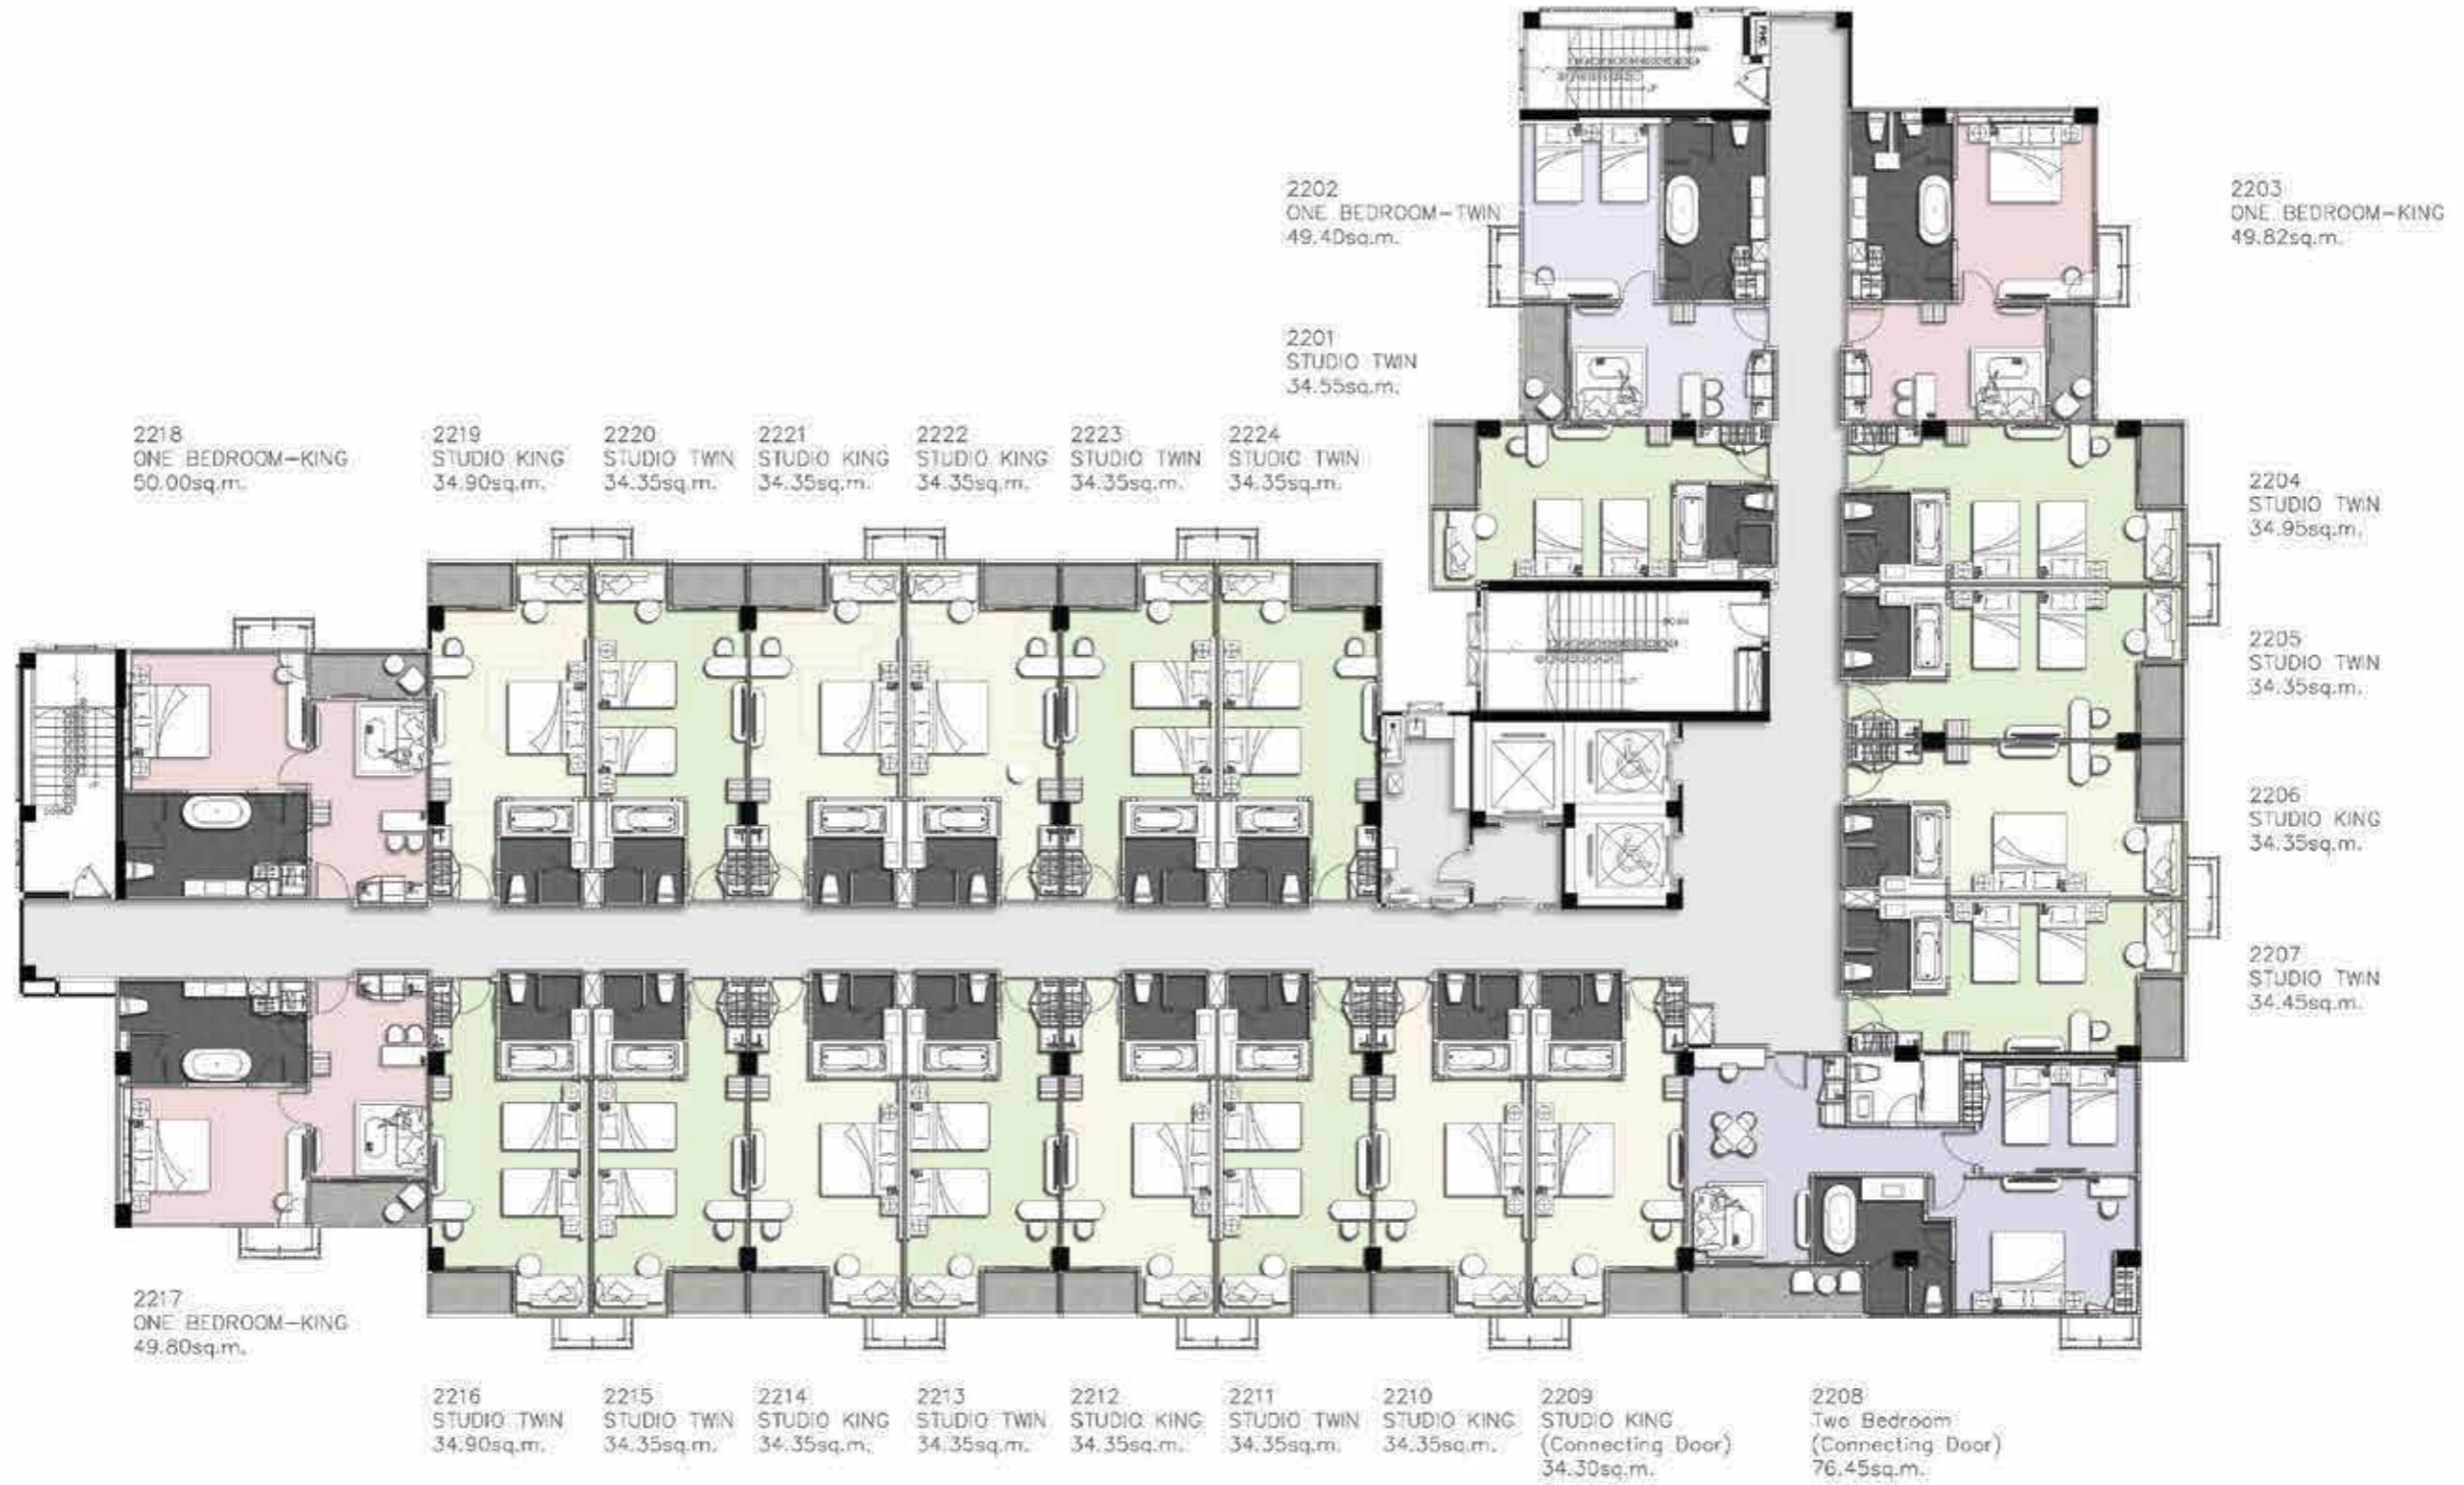 2202
ONE BEDROOM-TWIN
49.40sq.m.
2203
ONE BEDROOM-KING
49.82sq.m.
2201
STUDIO TWIN
34.55sq.m.
2218
ONE BEDROOM-KING
50.00sq.m.
2219
STUDIO KING
34.90sq.m.
2220
STUDIO TWIN
34.35sq.m.
2221
STUDIO KING
34.35sq.m.
2222
STUDIO KING
34.35sq.m.
2223
STUDIO TWIN
34.35sq.m.
2224
STUDIO TWIN
34.35sq.m.
2204
STUDIO TWIN
34.95sq.m.
2205
STUDIO TWIN
34.35sq.m.
2206
STUDIO KING
34.35sq.m.
2207
STUDIO TWIN
34.45sq.m.
2217
ONE BEDROOM-KING
49.80sq.m.
2216
STUDIO TWIN
34.90sq.m.
2215
STUDIO TWIN
34.35sq.m.
2214
STUDIO KING
34.35sq.m.
2213
STUDIO TWIN
34.35sq.m.
2212
STUDIO KING
34.35sq.m.
2211
STUDIO TWIN
34.35sq.m.
2210
STUDIO KING
34.35sq.m.
2209
STUDIO KING
(Connecting Door)
34.30sq.m.
2208
Two Bedroom
(Connecting Door)
76.45sq.m.